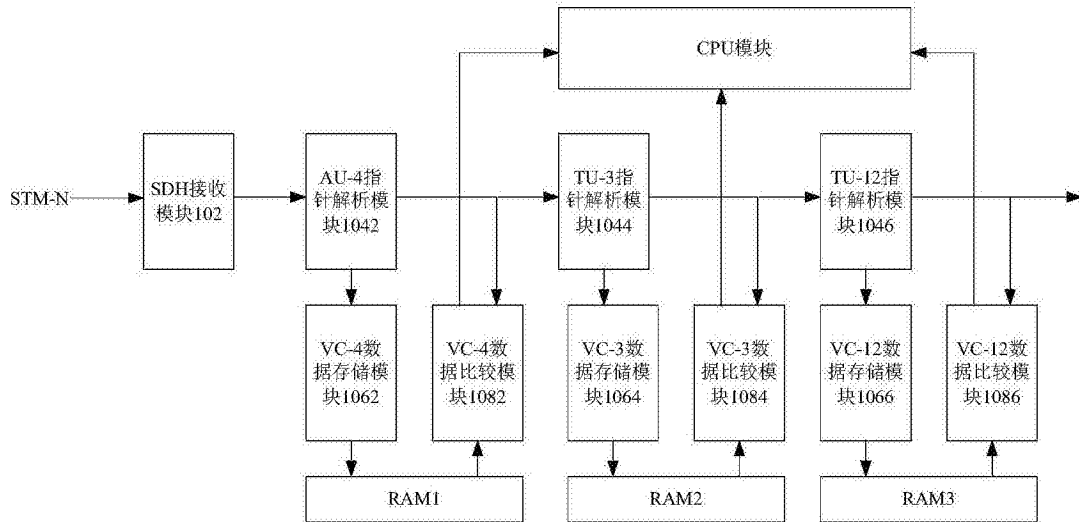 CPU模块
STM-N
SDH接收
模块102
AU-4指
针解析模
块1042
TU-3指
针解析模
块1044
TU-12指
针解析模
块1046
VC-4数
据存储模
块1062
VC-4数
据比较模
块1082
VC-3数
据存储模
块1064
VC-3数
据比较模
块1084
VC-12数
据存储模
块1066
VC-12数
据比较模
块1086
RAM1
RAM2
RAM3